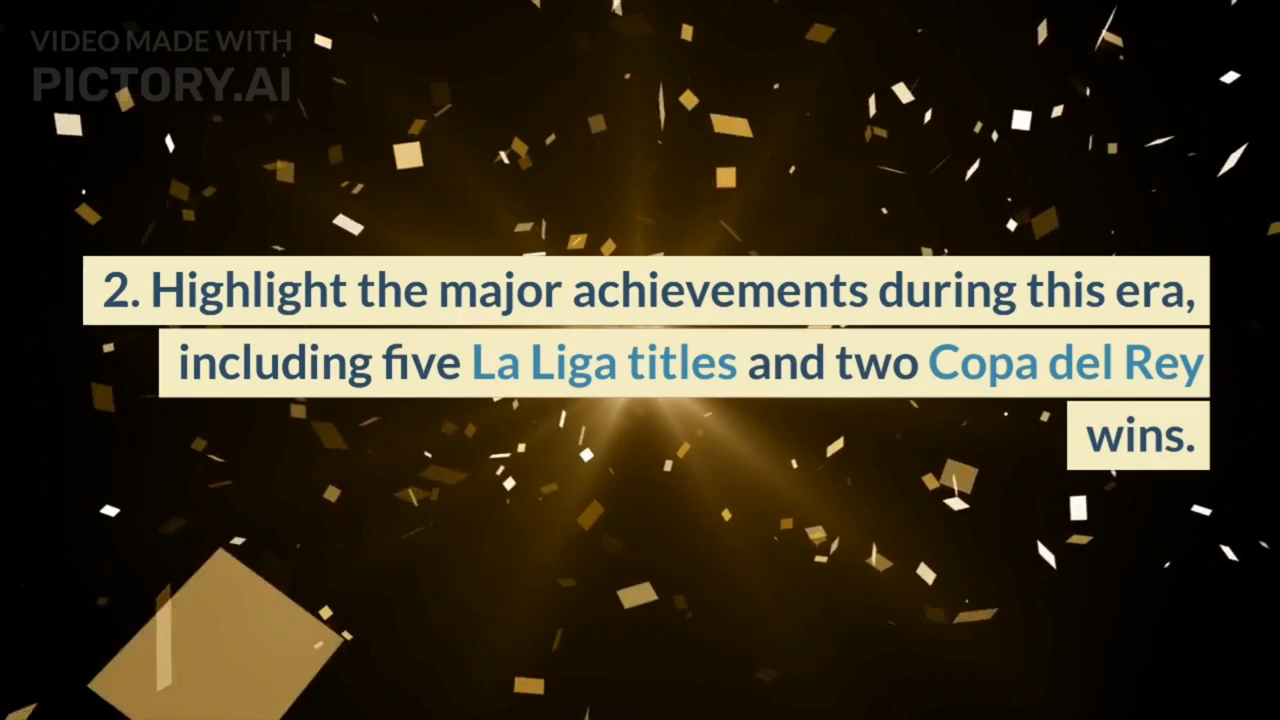 VIDEO MADE WITH
PICTORY.AI
2. Highlight the major achievements during this era,
including five La Liga titles and two Copa del Rey
wins.